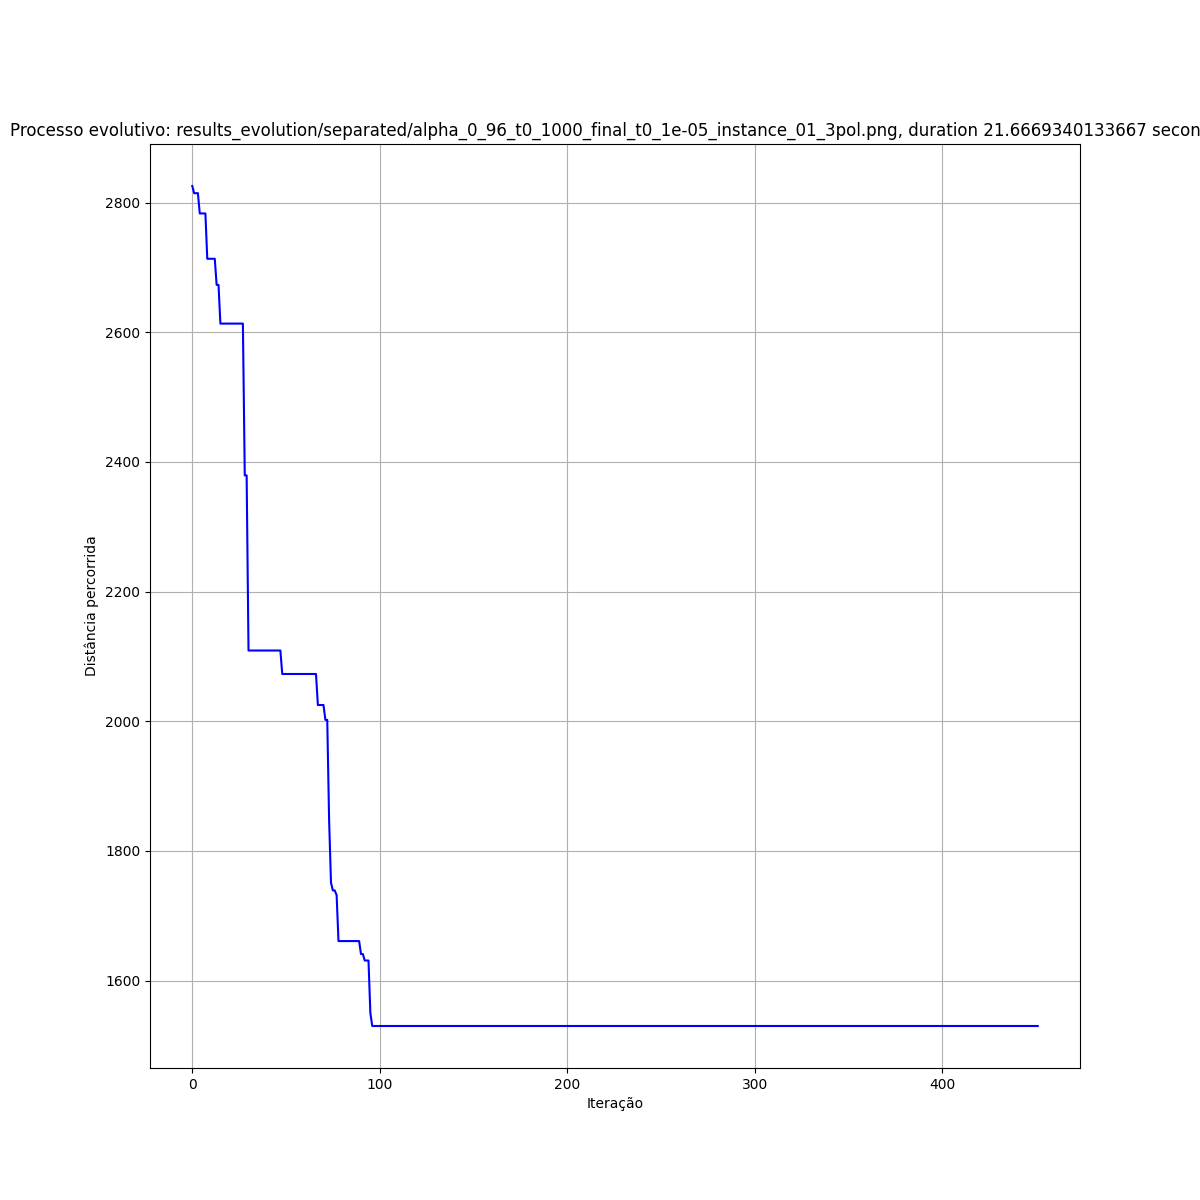 Processo evolutivo: results_evolution/separated/alpha_0_96_t0_1000_final_t0_1e-05_instance_01_3pol.png, duration 21.6669340133667 secon
2800
2600
2400
2200
2000
1800
1600
Distância percorrida
0 100 200 300 400
Iteração